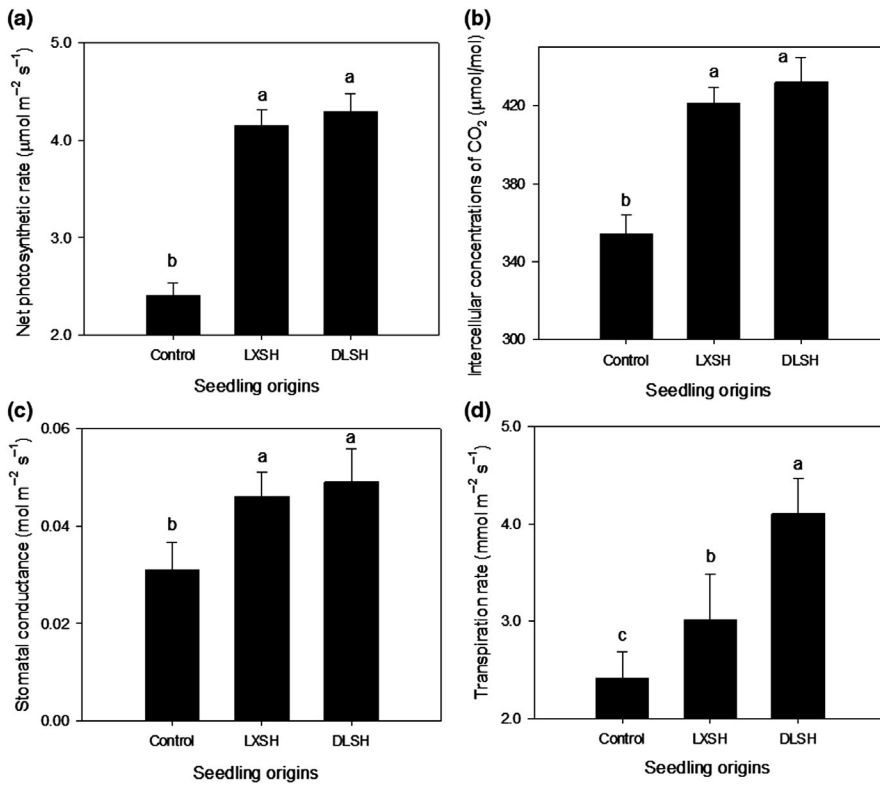 (a)
Net photosynthetic rate (μmol m−2 s−1)
5.0
4.0
3.0
2.0
b
a
a
Control
LXSH
DLSH
Seedling origins
(b)
Intercellular concentrations of CO2 (μmol/mol)
420
380
340
300
b
a
a
Control
LXSH
DLSH
Seedling origins
(c)
Stomatal conductance (mol m−2 s−1)
0.06
0.04
0.02
0.00
b
a
a
Control
LXSH
DLSH
Seedling origins
(d)
Transpiration rate (mmol m−2 s−1)
5.0
4.0
3.0
2.0
c
b
a
Control
LXSH
DLSH
Seedling origins